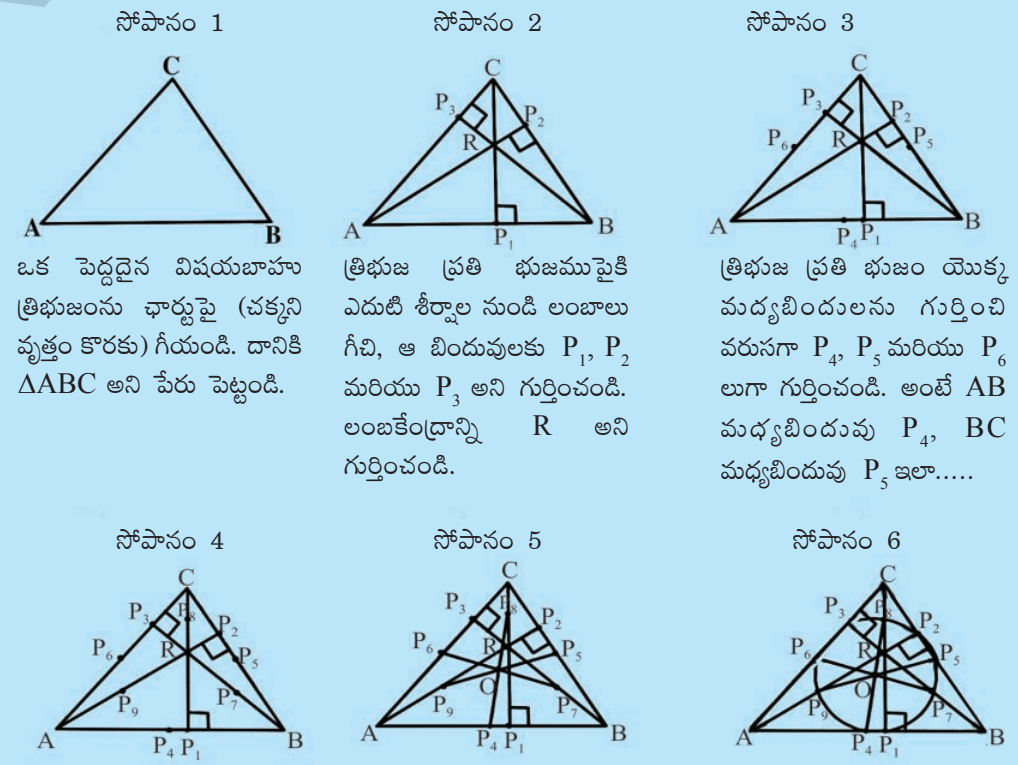 సోపానం 1
సోపానం 2
సోపానం 3
C
A
B
C
P3
P2
R
A
P1
B
C
P3
P2
P6
R
P5
A
P4 P1
B
ఒక పెద్దదైన విషయబాహు
త్రిభుజంను ఛార్టుపై (చక్కని
వృత్తం కొరకు) గీయండి. దానికి
ΔABC అని పేరు పెట్టండి.
త్రిభుజ ప్రతి భుజముపైకి
ఎదుటి శీర్షాల నుండి లంబాలు
గీచి, ఆ బిందువులకు P1, P2
మరియు P3 అని గుర్తించండి.
లంబకేంద్రాన్ని R అని
గుర్తించండి.
త్రిభుజ ప్రతి భుజం యొక్క
మద్యబిందులను గుర్తించి
వరుసగా P4, P5 మరియు P6
లుగా గుర్తించండి. అంటే AB
మధ్యబిందువు P4, BC
మధ్యబిందువు P5 ఇలా.....
సోపానం 4
సోపానం 5
సోపానం 6
C
P3
P8
P2
P6
R
P5
P9
P7
A
P4 P1
B
C
P3
P8
P2
P6
R
P5
O
P9
P7
A
P4 P1
B
C
P3
P8
P2
P6
R
P5
O
P9
P7
A
P4 P1
B